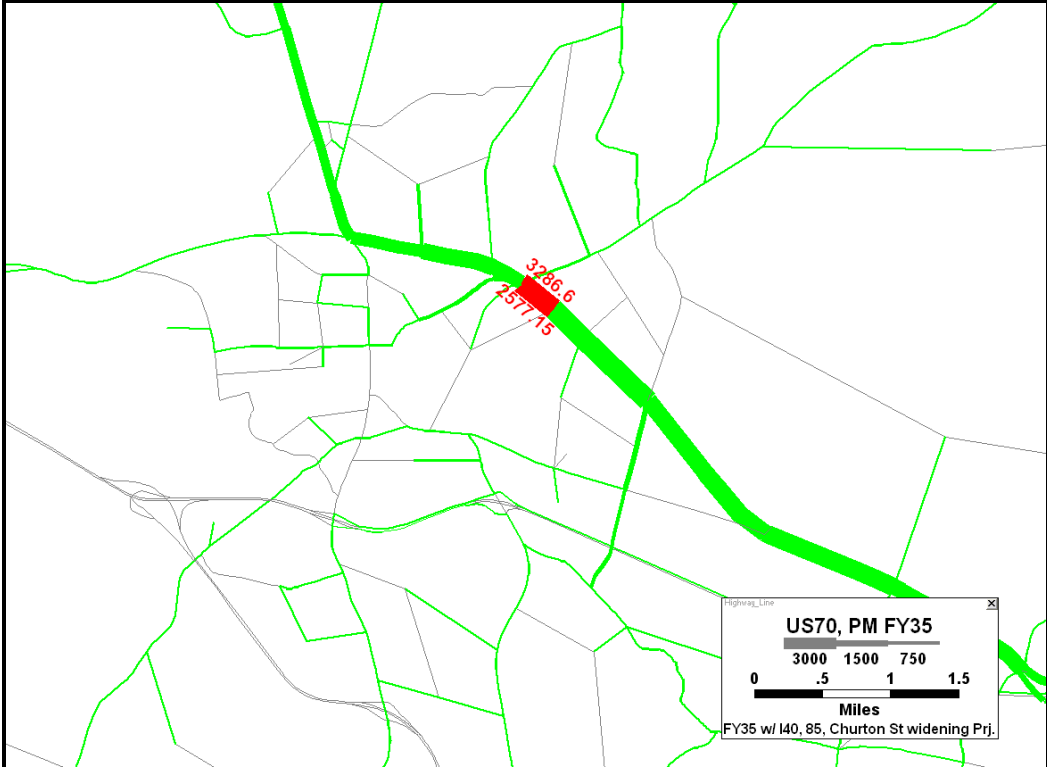 3286.6
2577.15
Highway_Line
US70, PM FY35
3000 1500 750
0 .5 1 1.5
Miles
FY35 w/ I40, 85, Churton St widening Prj.